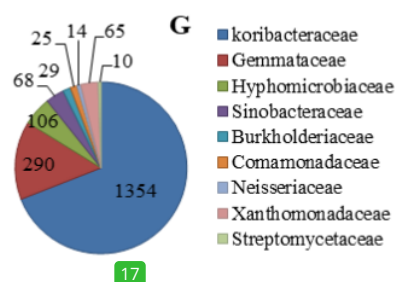 14
65
G
25
10
29
68
106
290
1354
koribacteraceae
Gemmataceae
Hyphomicrobiaceae
Sinobacteraceae
Burkholderiaceae
Comamonadaceae
Neisseriaceae
Xanthomonadaceae
Streptomycetaceae
17